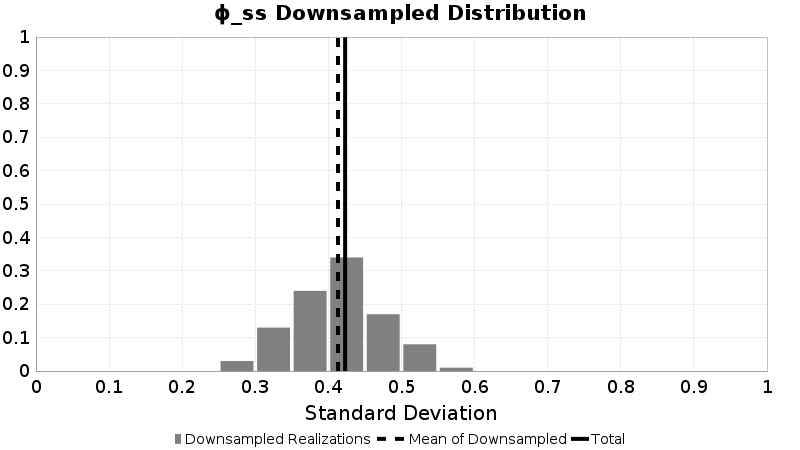 ϕ_ss Downsampled Distribution
1
0.9
0.8
0.7
0.6
0.5
0.4
0.3
0.2
0.1
0
0 0.1 0.2 0.3 0.4 0.5 0.6 0.7 0.8 0.9 1
Standard Deviation
Downsampled Realizations Mean of Downsampled Total